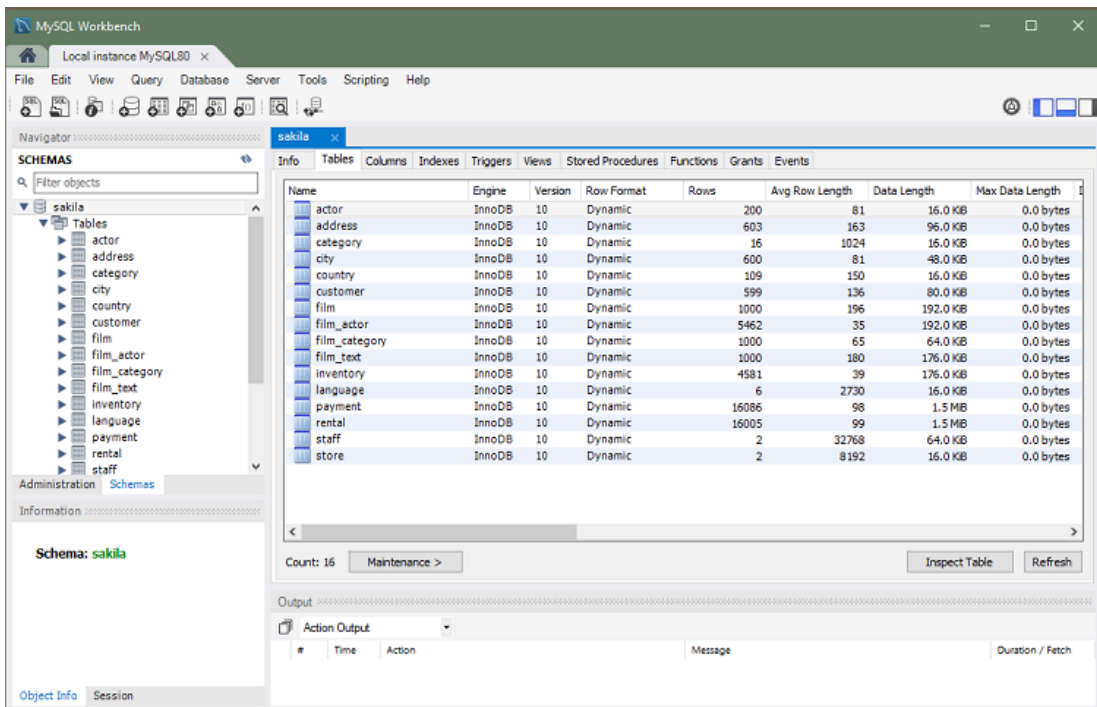 MySQL Workbench
Local instance MySQL80
File Edit View Query Database Server Tools Scripting Help
Navigator
SCHEMAS
Filter objects
sakila
Tables
actor
address
category
city
country
customer
film
film_actor
film_category
film_text
inventory
language
payment
rental
staff
Administration Schemas
Information
Schema: sakila
Object Info Session
sakila
Info Tables Columns Indexes Triggers Views Stored Procedures Functions Grants Events
Name Engine Version Row Format Rows Avg Row Length Data Length Max Data Length
actor InnoDB 10 Dynamic 200 81 16.0 KiB 0.0 bytes
address InnoDB 10 Dynamic 603 163 96.0 KiB 0.0 bytes
category InnoDB 10 Dynamic 16 1024 16.0 KiB 0.0 bytes
city InnoDB 10 Dynamic 600 81 48.0 KiB 0.0 bytes
country InnoDB 10 Dynamic 109 150 16.0 KiB 0.0 bytes
customer InnoDB 10 Dynamic 599 136 80.0 KiB 0.0 bytes
film InnoDB 10 Dynamic 1000 196 192.0 KiB 0.0 bytes
film_actor InnoDB 10 Dynamic 5462 35 192.0 KiB 0.0 bytes
film_category InnoDB 10 Dynamic 1000 65 64.0 KiB 0.0 bytes
film_text InnoDB 10 Dynamic 1000 180 176.0 KiB 0.0 bytes
inventory InnoDB 10 Dynamic 4581 39 176.0 KiB 0.0 bytes
language InnoDB 10 Dynamic 6 2730 16.0 KiB 0.0 bytes
payment InnoDB 10 Dynamic 16086 98 1.5 MiB 0.0 bytes
rental InnoDB 10 Dynamic 16005 99 1.5 MiB 0.0 bytes
staff InnoDB 10 Dynamic 2 32768 64.0 KiB 0.0 bytes
store InnoDB 10 Dynamic 2 8192 16.0 KiB 0.0 bytes
Count: 16 Maintenance > Inspect Table Refresh
Output
Action Output
# Time Action Message Duration / Fetch